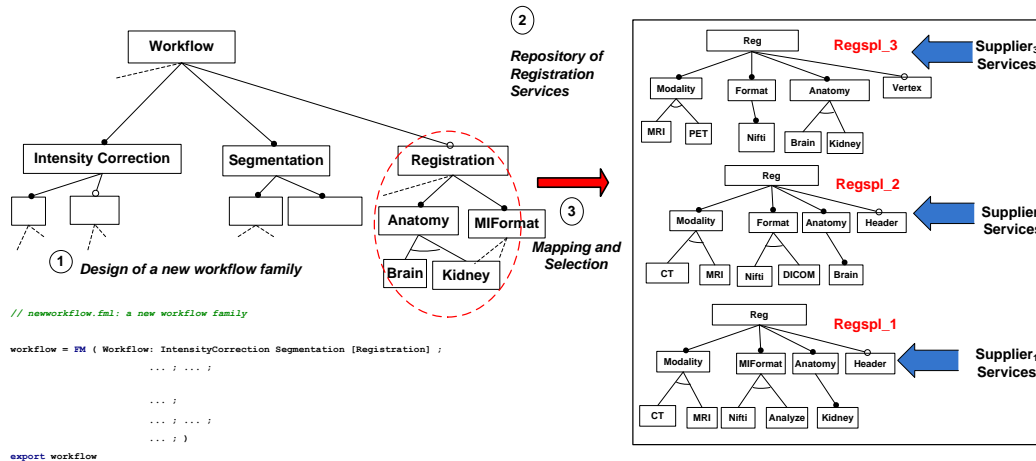 2
Repository of
Registration
Services
Workflow
Intensity Correction
Segmentation
Registration
Anatomy
MIFormat
Brain
Kidney
1
Design of a new workflow family
3
Mapping and
Selection
// newworkflow.fml: a new workflow family
workflow = FM ( Workflow: IntensityCorrection Segmentation [Registration] ;
... ; ... ;
... ;
... ; ... ;
... ; )
export workflow
Reg
Regspl_3
Supplier3
Services
Modality
Format
Anatomy
Vertex
MRI
PET
Nifti
Brain
Kidney
Reg
Regspl_2
Supplier
Services
Modality
Format
Anatomy
Header
CT
MRI
Nifti
DICOM
Brain
Reg
Regspl_1
Supplier1
Services
Modality
MIFormat
Anatomy
Header
CT
MRI
Nifti
Analyze
Kidney